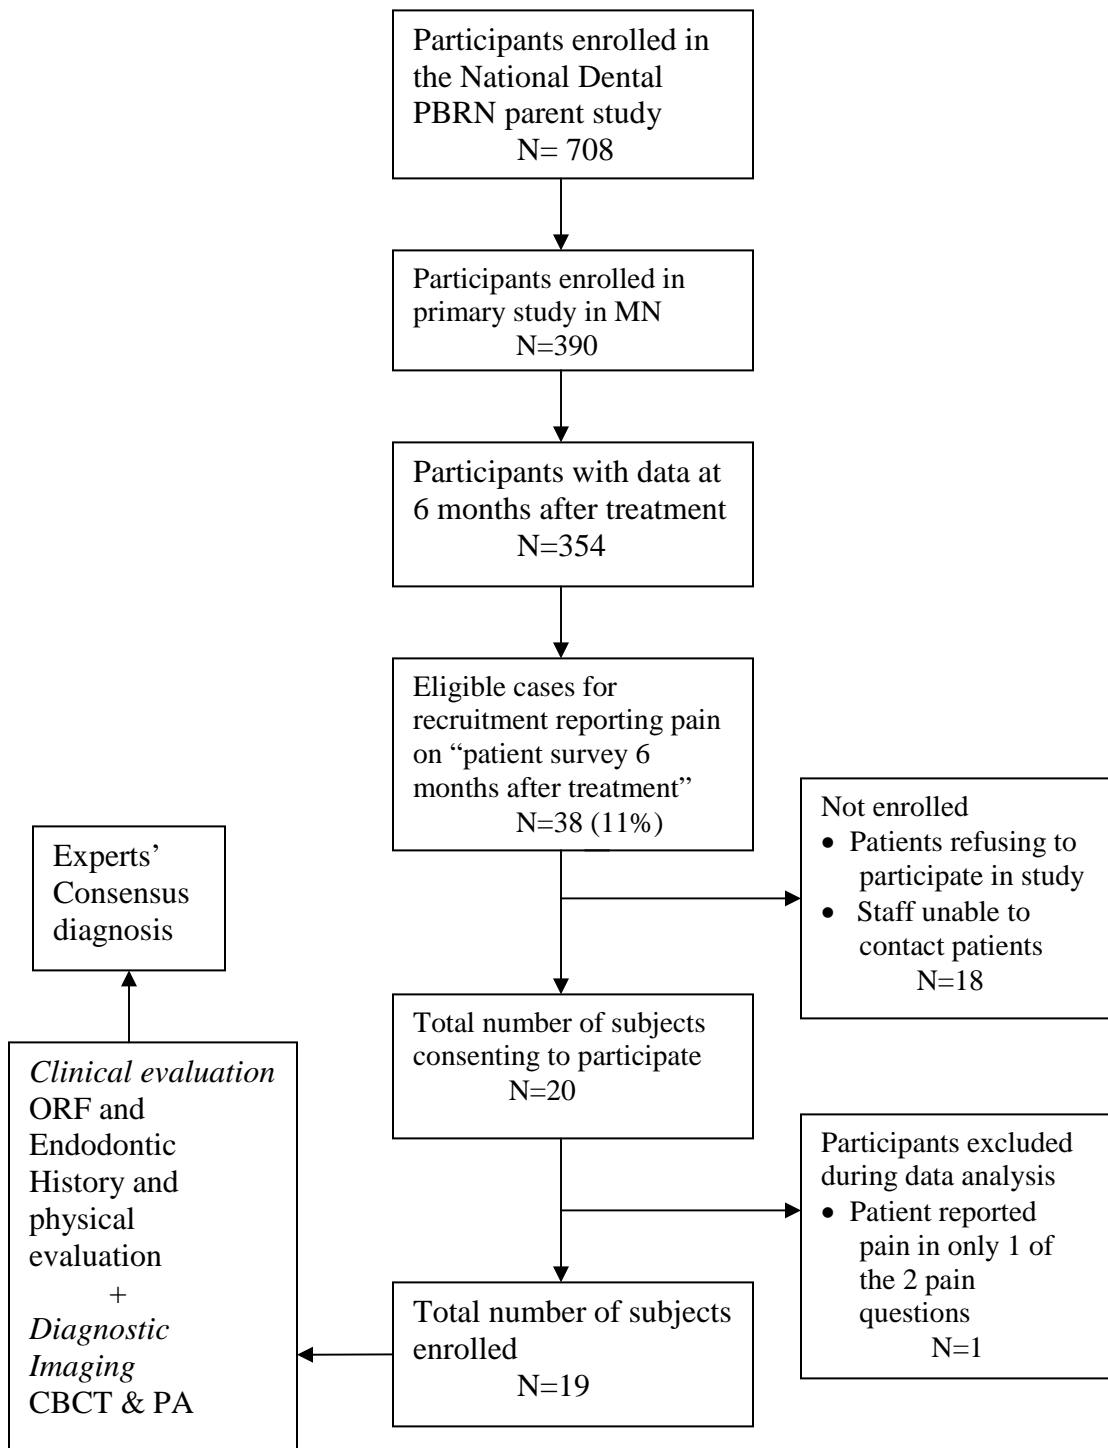 Participants enrolled in
the National Dental
PBRN parent study
N= 708
Participants enrolled in
primary study in MN
N=390
Participants with data at
6 months after treatment
N=354
Eligible cases for
recruitment reporting pain
on “patient survey 6
months after treatment”
N=38 (11%)
Not enrolled
• Patients refusing to
participate in study
• Staff unable to
contact patients
N=18
Total number of subjects
consenting to participate
N=20
Participants excluded
during data analysis
• Patient reported
pain in only 1 of
the 2 pain
questions
N=1
Total number of subjects
enrolled
N=19
Clinical evaluation
ORF and
Endodontic
History and
physical
evaluation
+
Diagnostic
Imaging
CBCT & PA
Experts’
Consensus
diagnosis